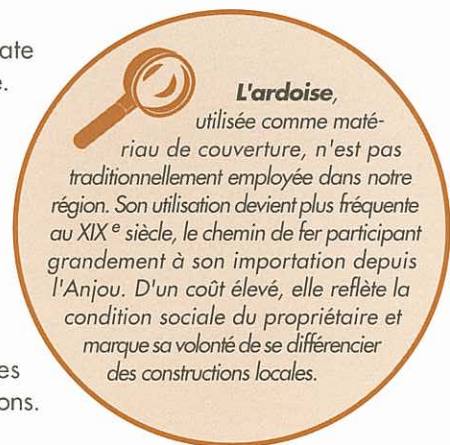 ate
e.
L'ardoise,
utilisée comme maté-
riau de couverture, n'est pas
traditionnellement employée dans notre
région. Son utilisation devient plus fréquente
au XIXe siècle, le chemin de fer participant
grandement à son importation depuis
l'Anjou. D'un coût élevé, elle reflète la
condition sociale du propriétaire et
marque sa volonté de se différencier
des constructions locales.
es
ons.